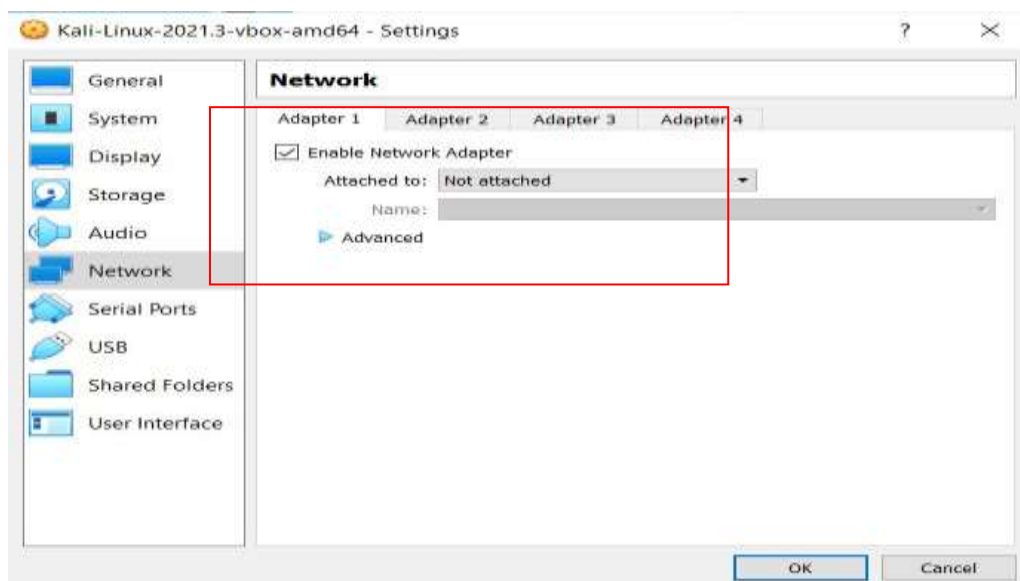 Kali-Linux-2021.3-vbox-amd64 - Settings ? ×
General
System
Display
Storage
Audio
Network
Serial Ports
USB
Shared Folders
User Interface
Network
Adapter 1 Adapter 2 Adapter 3 Adapter 4
Enable Network Adapter
Attached to: Not attached
Name:
Advanced
OK Cancel